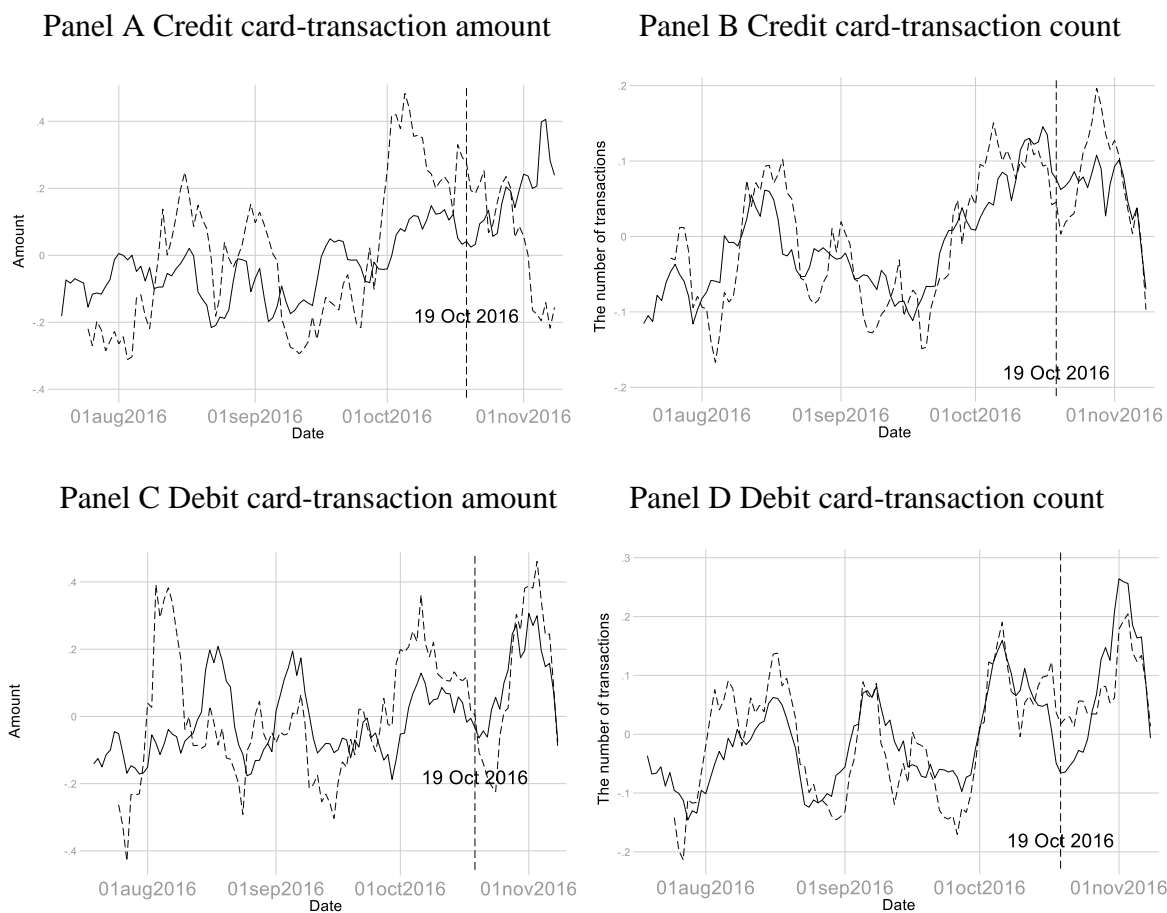 Panel A Credit card-transaction amount
Amount
.4
.2
0
-.2
-.4
19 Oct 2016
01aug2016
01sep2016
01oct2016
01nov2016
Date
Panel B Credit card-transaction count
The number of transactions
.2
.1
0
-.1
-.2
19 Oct 2016
01aug2016
01sep2016
01oct2016
01nov2016
Date
Panel C Debit card-transaction amount
Amount
.4
.2
0
-.2
-.4
19 Oct 2016
01aug2016
01sep2016
01oct2016
01nov2016
Date
Panel D Debit card-transaction count
The number of transactions
.3
.2
.1
0
-.1
-.2
19 Oct 2016
01aug2016
01sep2016
01oct2016
01nov2016
Date